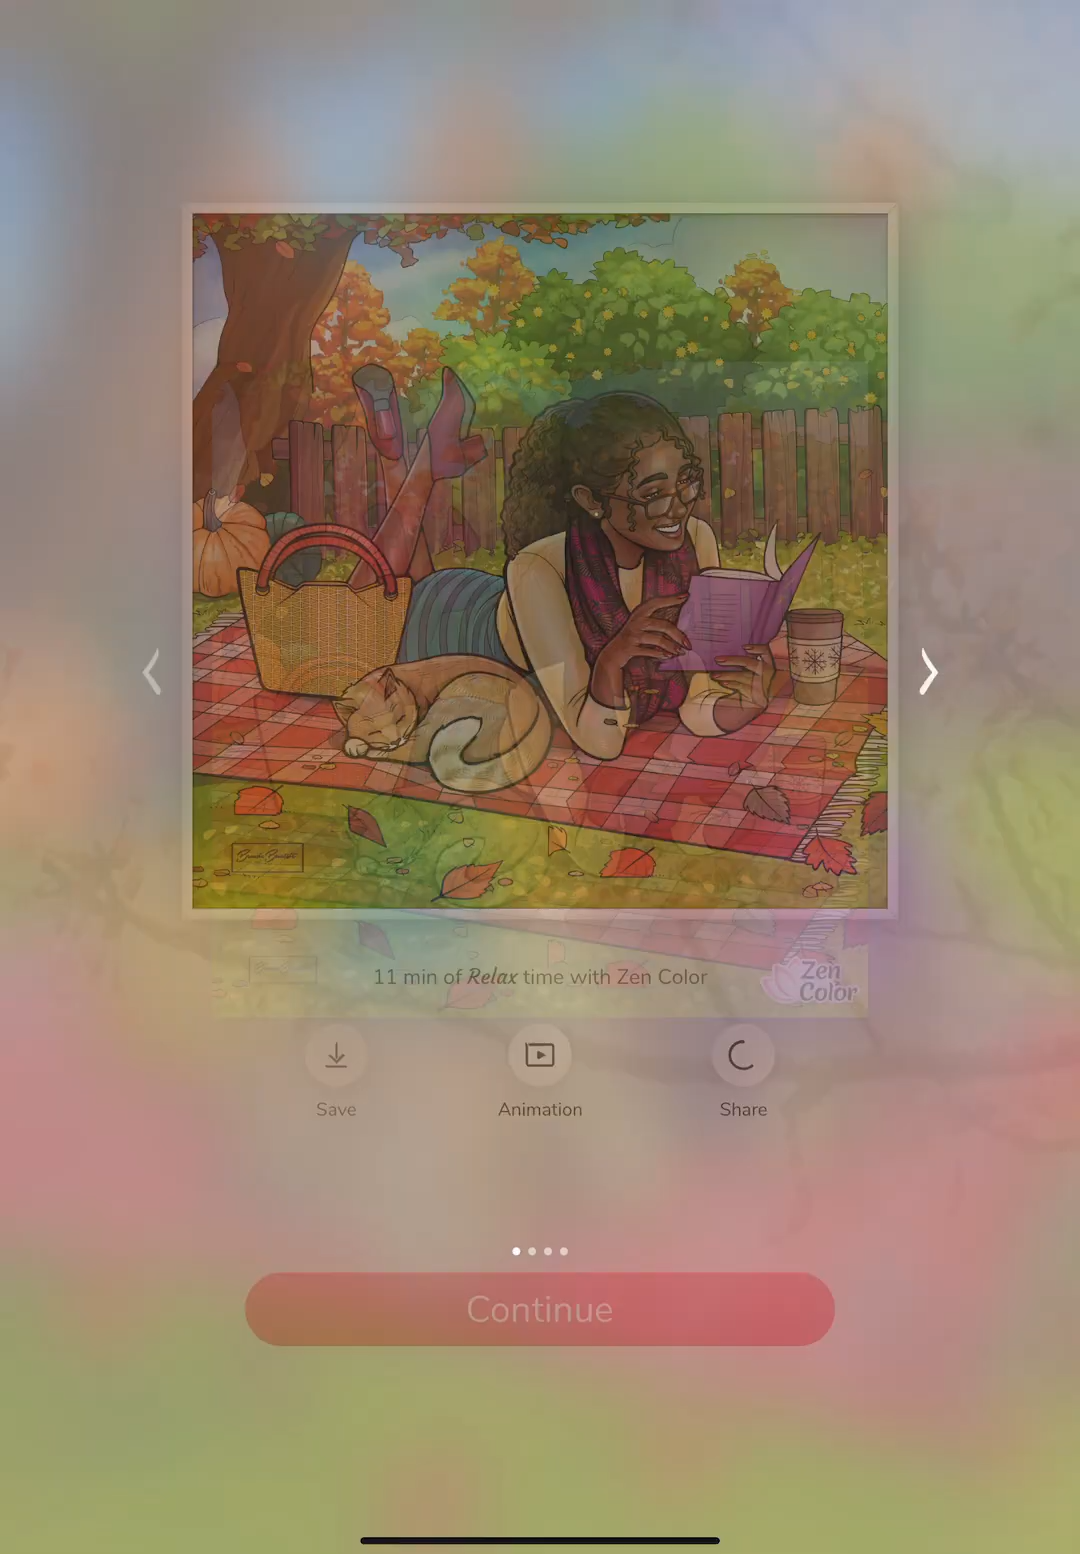 11 min of Relax time with Zen Color
Zen
Color
Save
Animation
Share
Continue